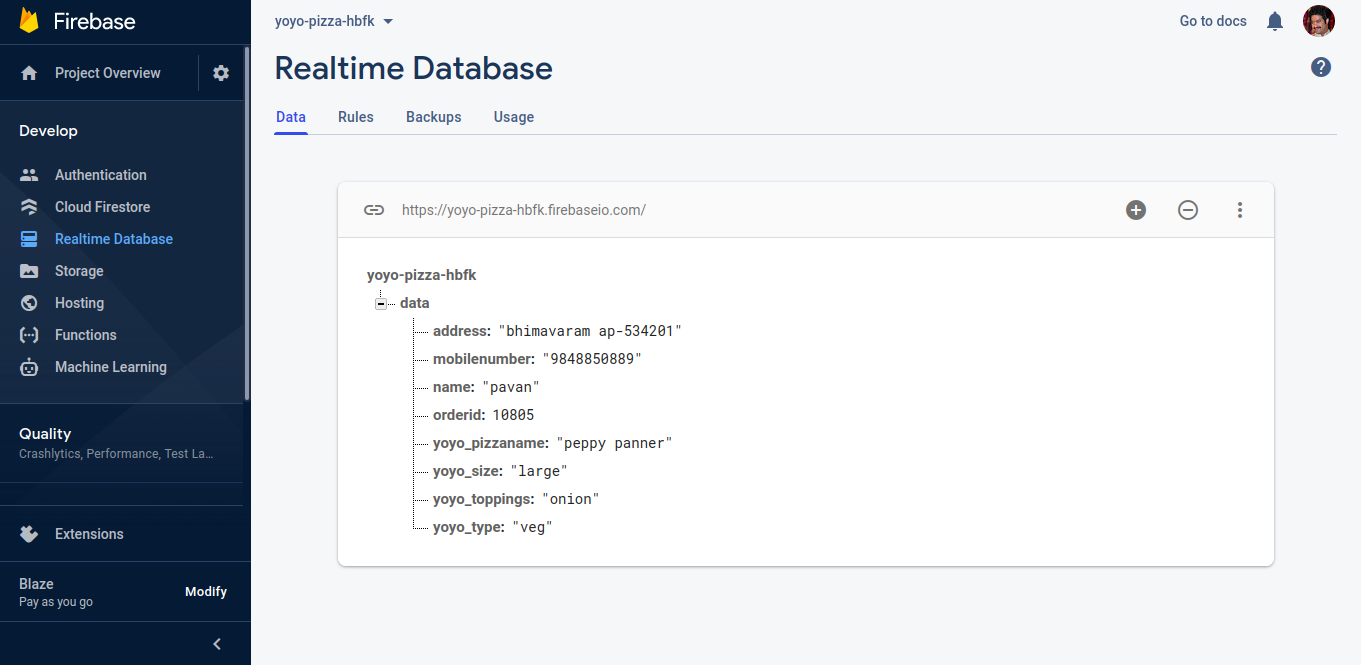 Firebase
Project Overview
Develop
Authentication
Cloud Firestore
Realtime Database
Storage
Hosting
Functions
Machine Learning
Quality
Crashlytics, Performance, Test La...
Extensions
Blaze
Pay as you go
Modify
yoyo-pizza-hbfk
Go to docs
Realtime Database
?
Data Rules Backups Usage
https://yoyo-pizza-hbfk.firebaseio.com/
yoyo-pizza-hbfk
data
address: "bhimavaram ap-534201"
mobilenumber: "9848850889"
name: "pavan"
orderid: 10805
yoyo_pizzaname: "peppy panner"
yoyo_size: "large"
yoyo_toppings: "onion"
yoyo_type: "veg"